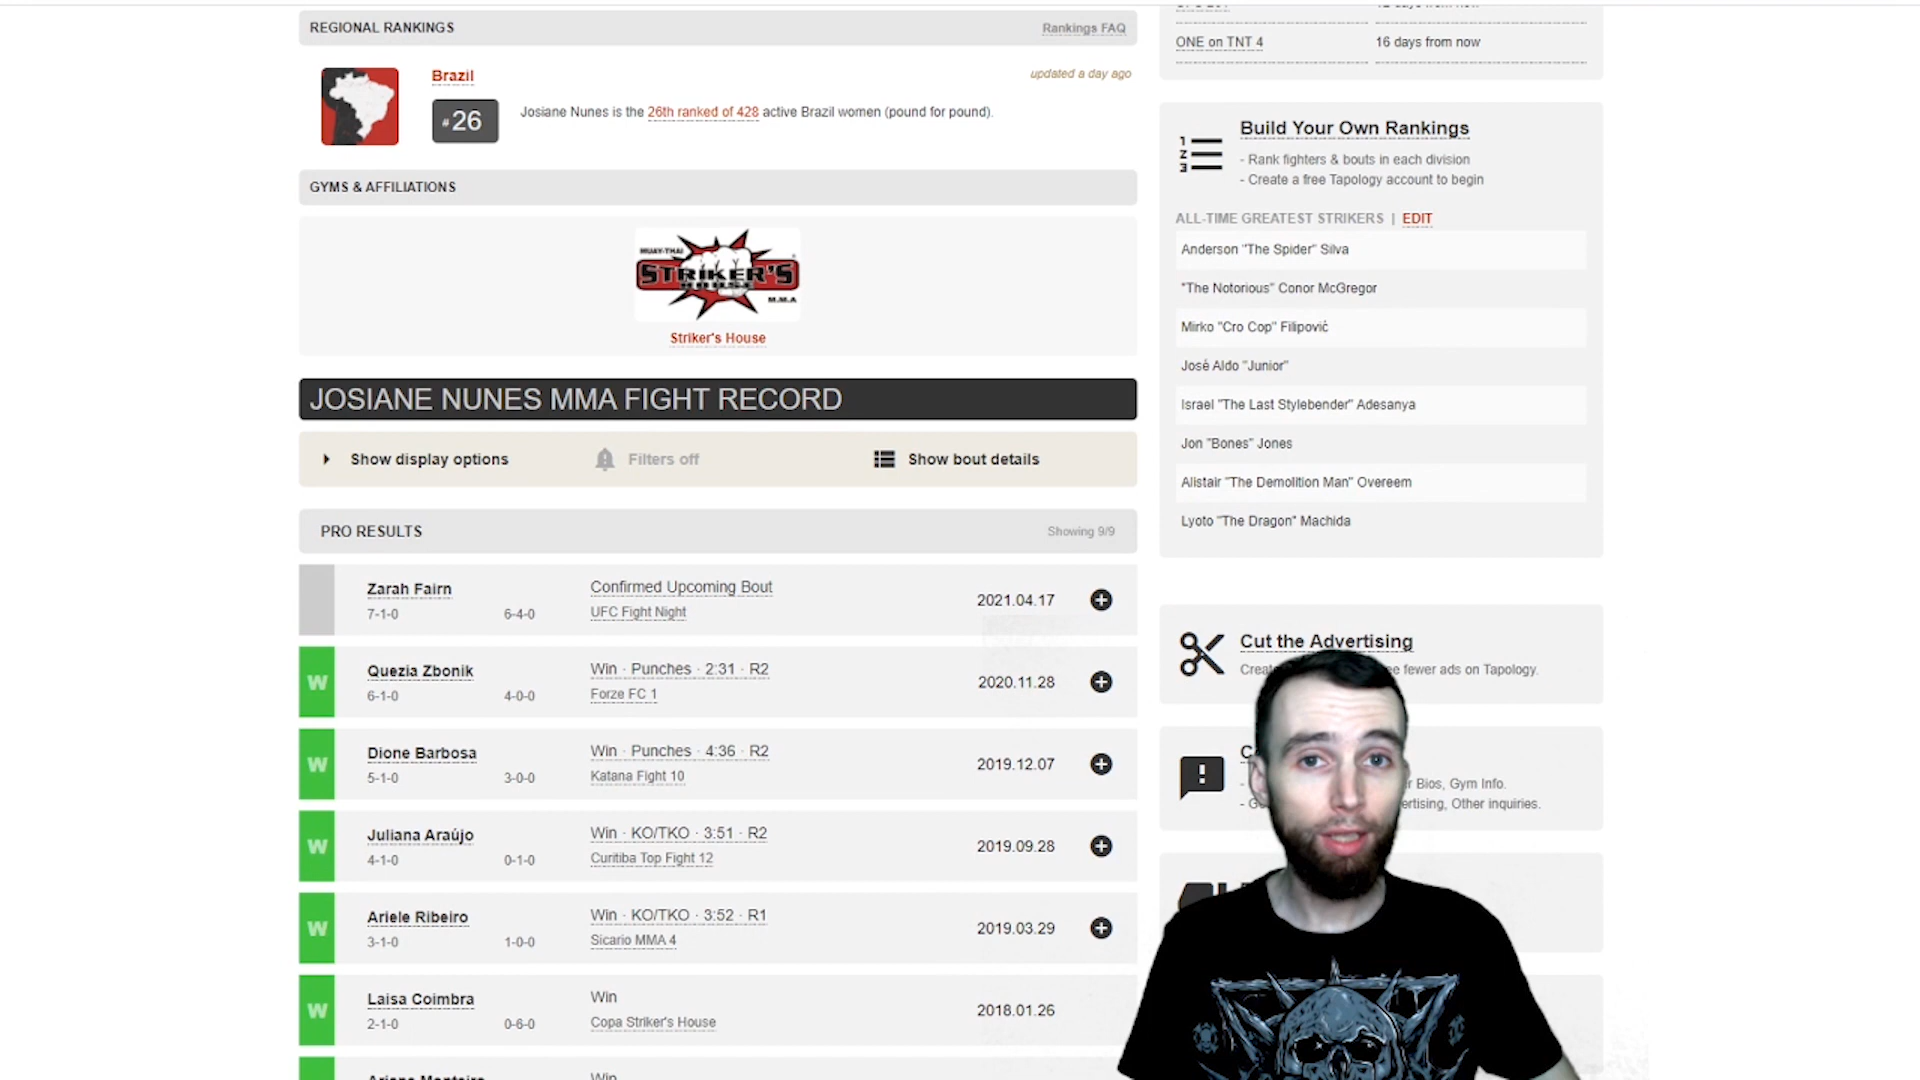 REGIONAL RANKINGS
Rankings FAQ
Brazil
updated a day ago
#26
Josiane Nunes is the 26th ranked of 428 active Brazil women (pound for pound).
GYMS & AFFILIATIONS
MUAY-THAI
STRIKER'S
HOUSE
M.M.A
Striker's House
JOSIANE NUNES MMA FIGHT RECORD
Show display options
Filters off
Show bout details
PRO RESULTS
Showing 9/9
Zarah Fairn
7-1-0 6-4-0
Confirmed Upcoming Bout
UFC Fight Night
2021.04.17
W
Quezia Zbonik
6-1-0 4-0-0
Win · Punches · 2:31 · R2
Forze FC 1
2020.11.28
W
Dione Barbosa
5-1-0 3-0-0
Win · Punches · 4:36 · R2
Katana Fight 10
2019.12.07
W
Juliana Araújo
4-1-0 0-1-0
Win · KO/TKO · 3:51 · R2
Curitiba Top Fight 12
2019.09.28
W
Ariele Ribeiro
3-1-0 1-0-0
Win · KO/TKO · 3:52 · R1
Sicario MMA 4
2019.03.29
W
Laisa Coimbra
2-1-0 0-6-0
Win
Copa Striker's House
2018.01.26
Win
ONE on TNT 4
16 days from now
1
2
3
Build Your Own Rankings
- Rank fighters & bouts in each division
- Create a free Tapology account to begin
ALL-TIME GREATEST STRIKERS | EDIT
Anderson "The Spider" Silva
"The Notorious" Conor McGregor
Mirko "Cro Cop" Filipović
José Aldo "Junior"
Israel "The Last Stylebender" Adesanya
Jon "Bones" Jones
Alistair "The Demolition Man" Overeem
Lyoto "The Dragon" Machida
Cut the Advertising
fewer ads on Tapology.
Bios, Gym Info.
Other inquiries.